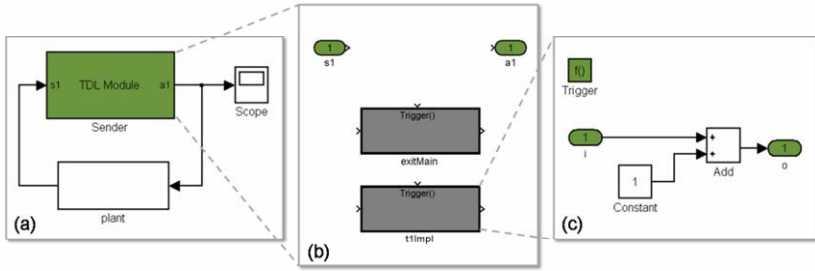 s1 TDL Module a1
Sender
Scope
plant
(a)
1
s1
1
a1
Trigger()
exitMain
Trigger()
t1Impl
(b)
f()
Trigger
1
i
+
+
Add
1
o
1
Constant
(c)